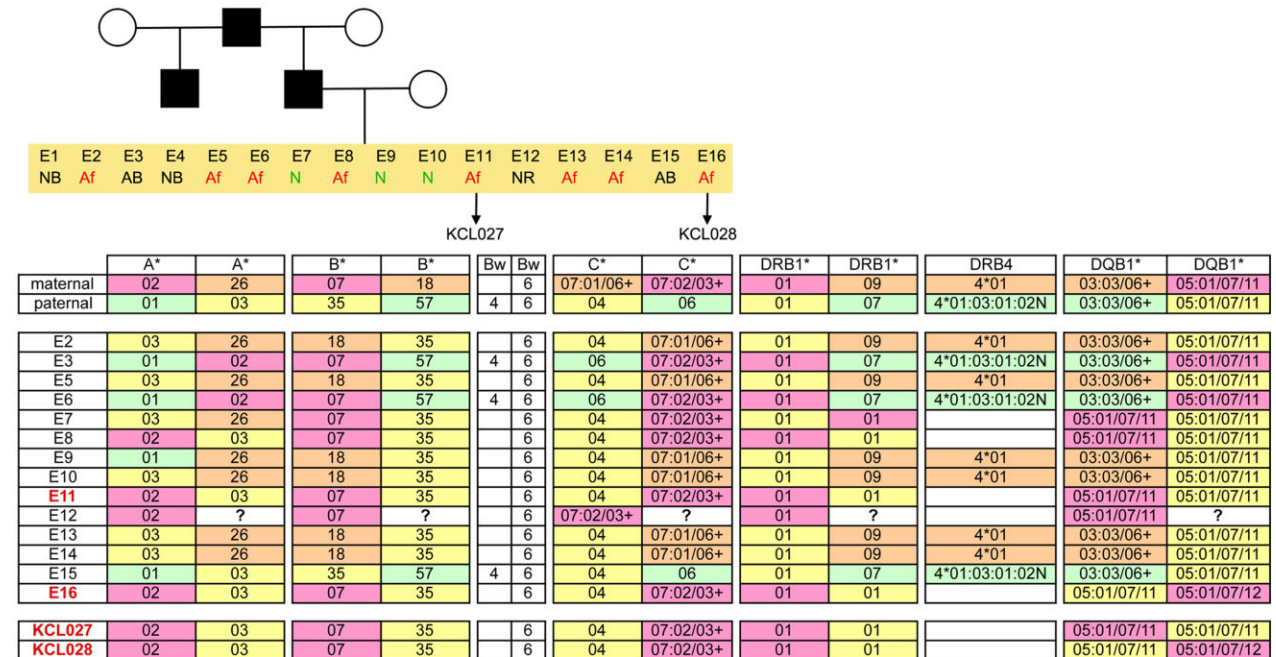 E1 E2 E3 E4 E5 E6 E7 E8 E9 E10 E11 E12 E13 E14 E15 E16
NB Af AB NB Af Af N Af N N Af NR Af Af AB Af
KCL027 KCL028
A* A* B* B* Bw Bw C* C* DRB1* DRB1* DRB4 DQB1* DQB1*
maternal 02 26 07 18 6 07:01/06+ 07:02/03+ 01 09 4*01 03:03/06+ 05:01/07/11
paternal 01 03 35 57 4 6 04 06 01 07 4*01:03:01:02N 03:03/06+ 05:01/07/11
E2 03 26 18 35 6 04 07:01/06+ 01 09 4*01 03:03/06+ 05:01/07/11
E3 01 02 07 57 4 6 06 07:02/03+ 01 07 4*01:03:01:02N 03:03/06+ 05:01/07/11
E5 03 26 18 35 6 04 07:01/06+ 01 09 4*01 03:03/06+ 05:01/07/11
E6 01 02 07 57 4 6 06 07:02/03+ 01 07 4*01:03:01:02N 03:03/06+ 05:01/07/11
E7 03 26 07 35 6 04 07:02/03+ 01 01 05:01/07/11 05:01/07/11
E8 02 03 07 35 6 04 07:02/03+ 01 01 05:01/07/11 05:01/07/11
E9 01 26 18 35 6 04 07:01/06+ 01 09 4*01 03:03/06+ 05:01/07/11
E10 03 26 18 35 6 04 07:01/06+ 01 09 4*01 03:03/06+ 05:01/07/11
E11 02 03 07 35 6 04 07:02/03+ 01 01 05:01/07/11 05:01/07/11
E12 02 ? 07 ? 6 07:02/03+ ? 01 ? 05:01/07/11 ?
E13 03 26 18 35 6 04 07:01/06+ 01 09 4*01 03:03/06+ 05:01/07/11
E14 03 26 18 35 6 04 07:01/06+ 01 09 4*01 03:03/06+ 05:01/07/11
E15 01 03 35 57 4 6 04 06 01 07 4*01:03:01:02N 03:03/06+ 05:01/07/11
E16 02 03 07 35 6 04 07:02/03+ 01 01 05:01/07/11 05:01/07/12
KCL027 02 03 07 35 6 04 07:02/03+ 01 01 05:01/07/11 05:01/07/11
KCL028 02 03 07 35 6 04 07:02/03+ 01 01 05:01/07/11 05:01/07/12